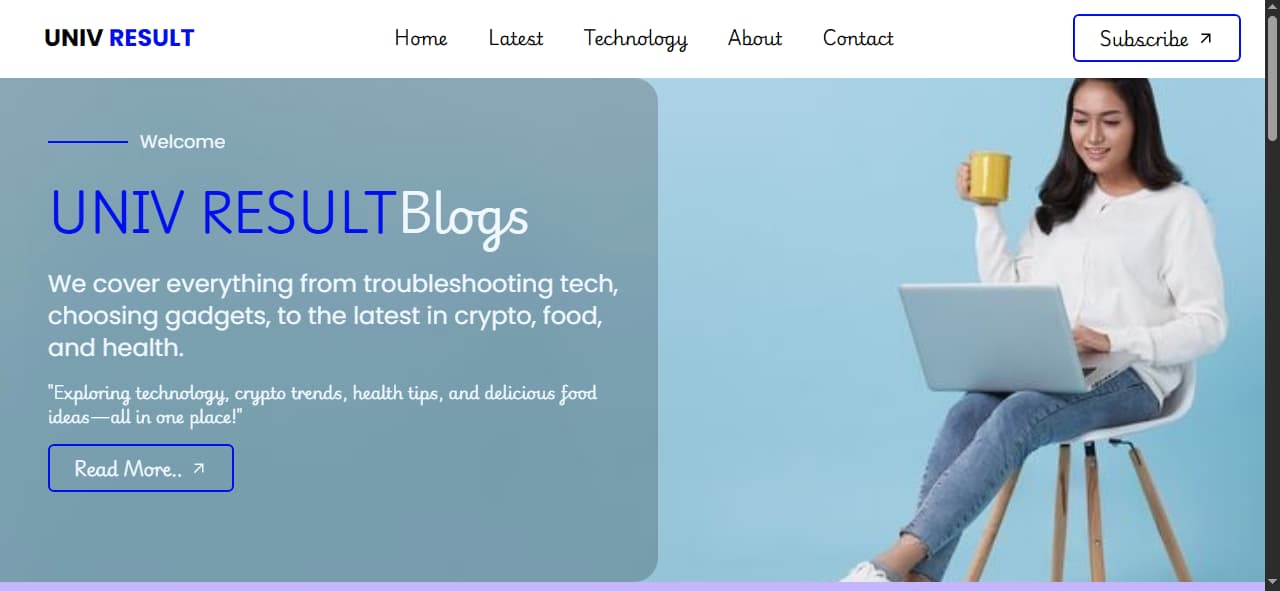 UNIV RESULT
Home
Latest
Technology
About
Contact
Subscribe
Welcome
UNIV RESULTBlogs
We cover everything from troubleshooting tech,
choosing gadgets, to the latest in crypto, food,
and health.
"Exploring technology, crypto trends, health tips, and delicious food
ideas—all in one place!"
Read More..